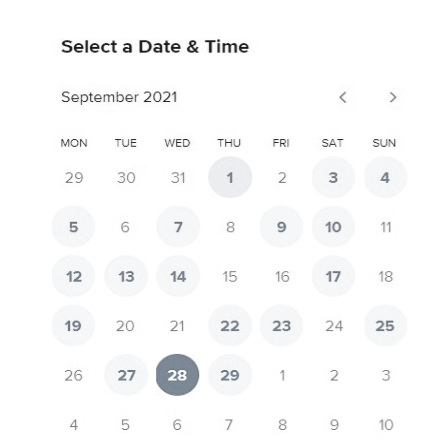 Select a Date & Time
September 2021 < >
MON TUE WED THU FRI SAT SUN
29 30 31 1 2 3 4
5 6 7 8 9 10 11
12 13 14 15 16 17 18
19 20 21 22 23 24 25
26 27 28 29 1 2 3
4 5 6 7 8 9 10